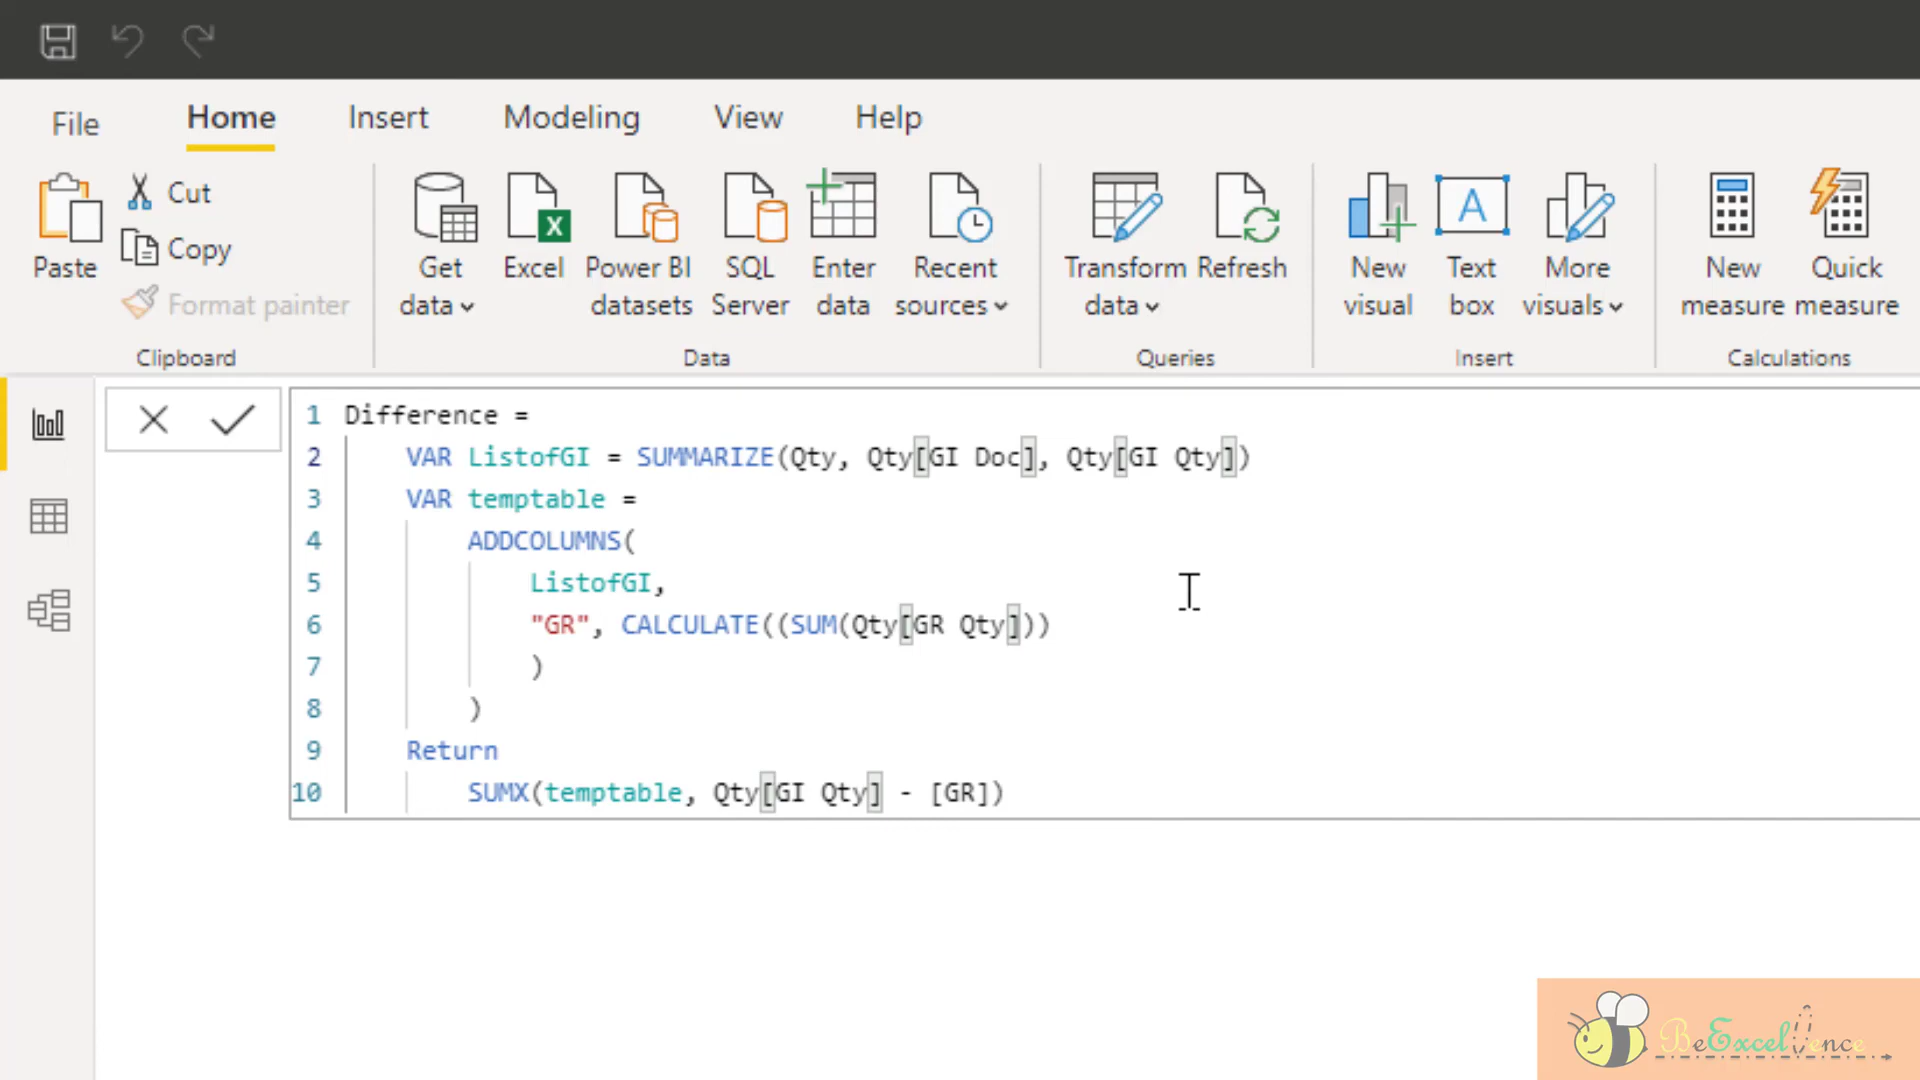 File Home Insert Modeling View Help
Paste
Cut
Copy
Format painter
Get data
Excel
Power BI datasets
SQL Server
Enter data
Recent sources
Transform data
Refresh
New visual
Text box
More visuals
New measure
Quick measure
Clipboard Data Queries Insert Calculations
1 Difference =
2 VAR ListofGI = SUMMARIZE(Qty, Qty[GI Doc], Qty[GI Qty])
3 VAR temptable =
4 ADDCOLUMNS(
5 ListofGI,
6 "GR", CALCULATE((SUM(Qty[GR Qty]))
7 )
8 )
9 Return
10 SUMX(temptable, Qty[GI Qty] - [GR])
BeExcellence